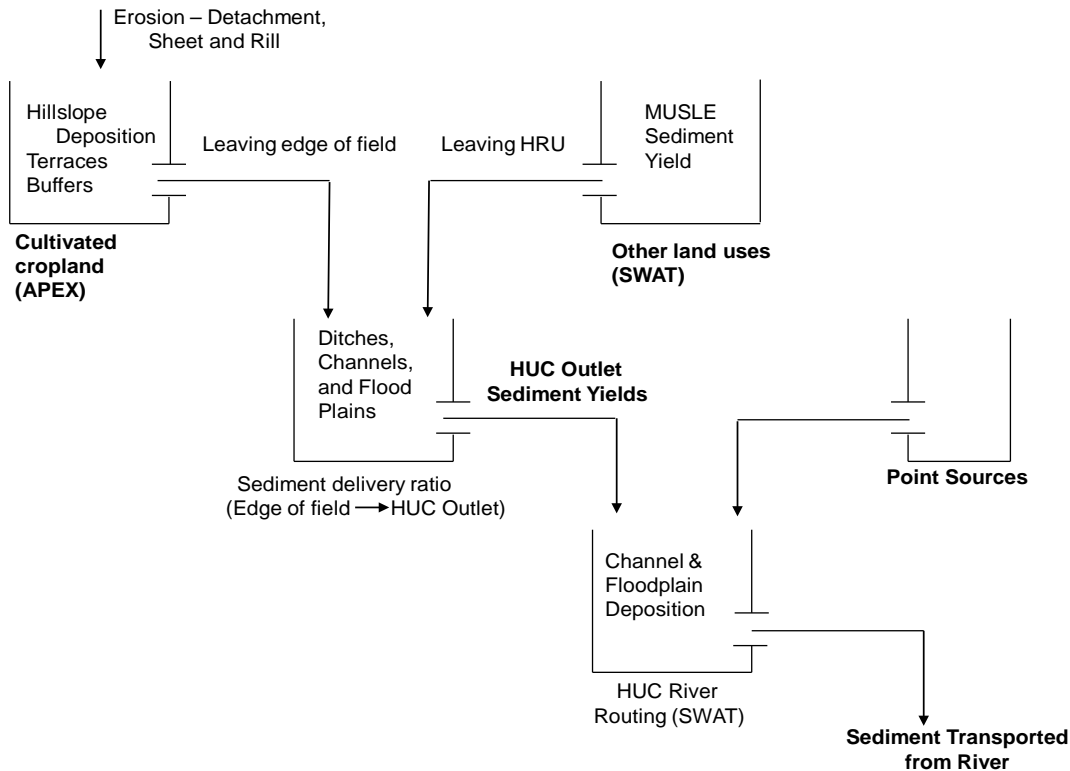 Erosion – Detachment,
Sheet and Rill
Hillslope
Deposition
Terraces
Buffers
Leaving edge of field
Leaving HRU
MUSLE
Sediment
Yield
Cultivated
cropland
(APEX)
Other land uses
(SWAT)
Ditches,
Channels,
and Flood
Plains
HUC Outlet
Sediment Yields
Point Sources
Sediment delivery ratio
(Edge of field → HUC Outlet)
Channel &
Floodplain
Deposition
HUC River
Routing (SWAT)
Sediment Transported
from River